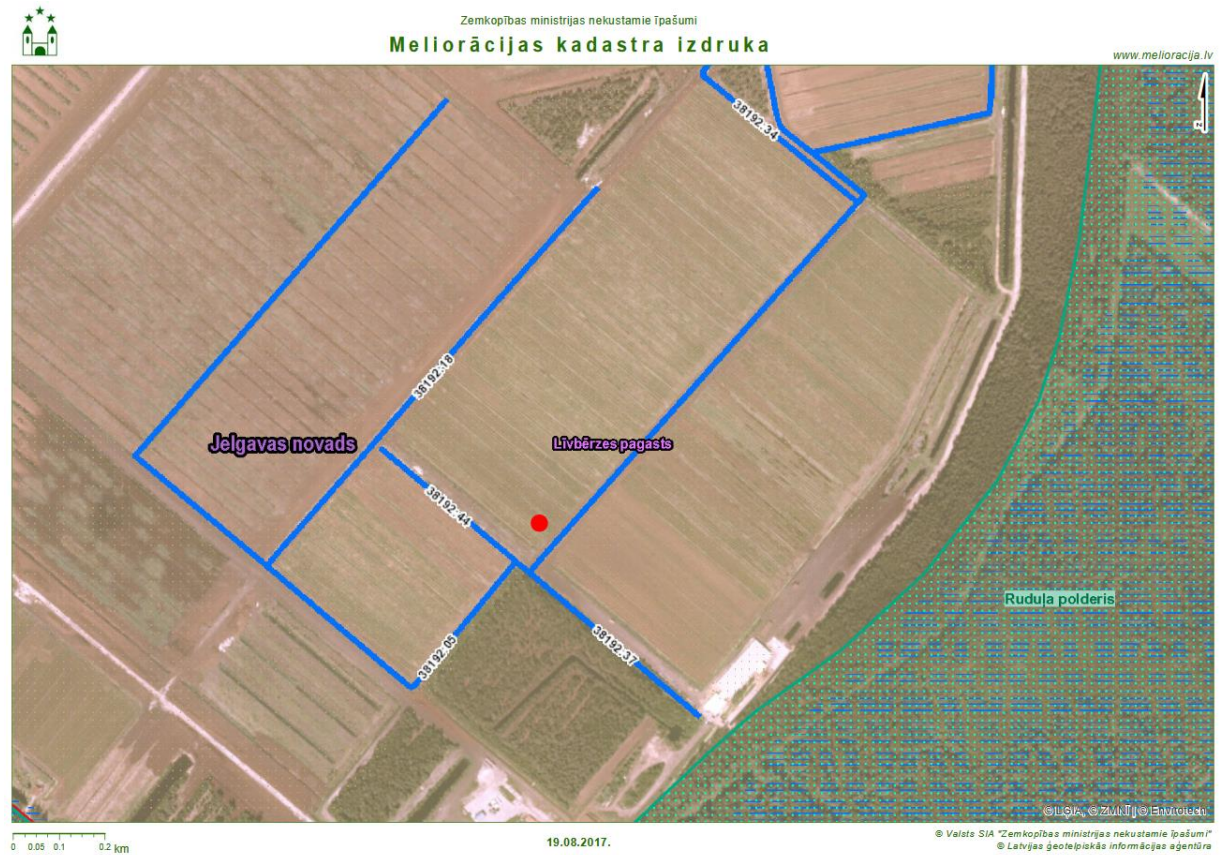 Zemkopības ministrijas nekustamie īpašumi
Meliorācijas kadastra izdruka
www.melioracija.lv
38192:34
z
38192:18
Jelgavas novads
Līvbērzes pagasts
38192:44
Ruduļa polderis
38192:05
38192:37
© LĢIA, © ZMNĪ | © Envirotech
0 0.05 0.1 0.2 km
19.08.2017.
© Valsts SIA "Zemkopības ministrijas nekustamie īpašumi"
© Latvijas ģeotelpiskās informācijas aģentūra